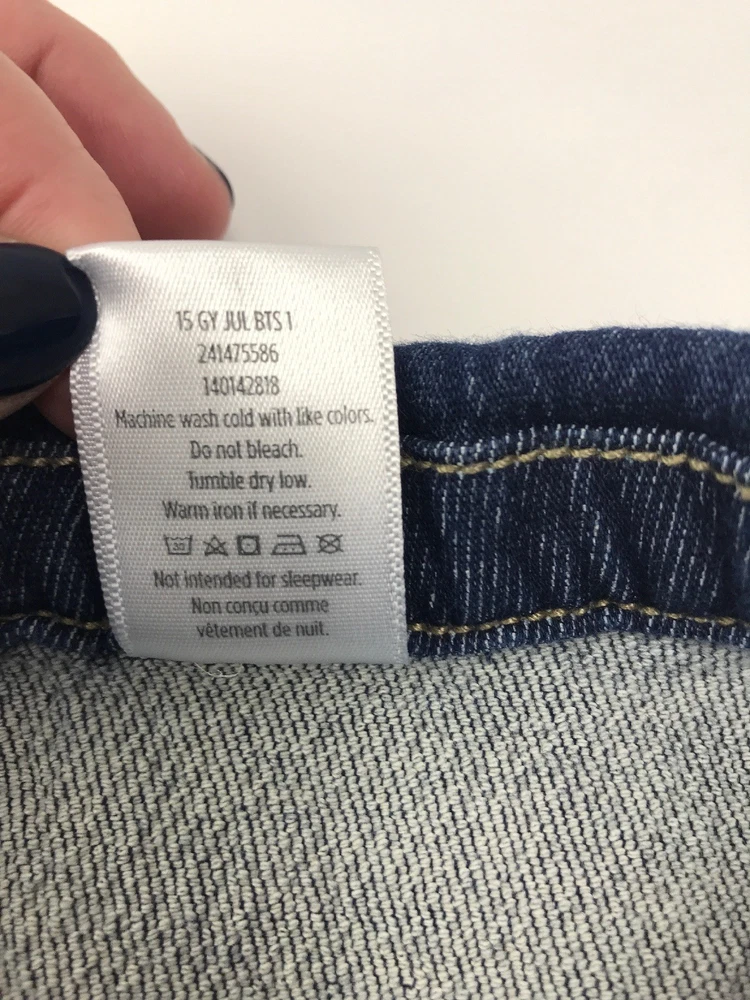 15 GY JUL BTS 1
241475586
140142818
Machine wash cold with like colors.
Do not bleach.
Tumble dry low.
Warm iron if necessary.
30
Not intended for sleepwear.
Non conçu comme
vêtement de nuit.